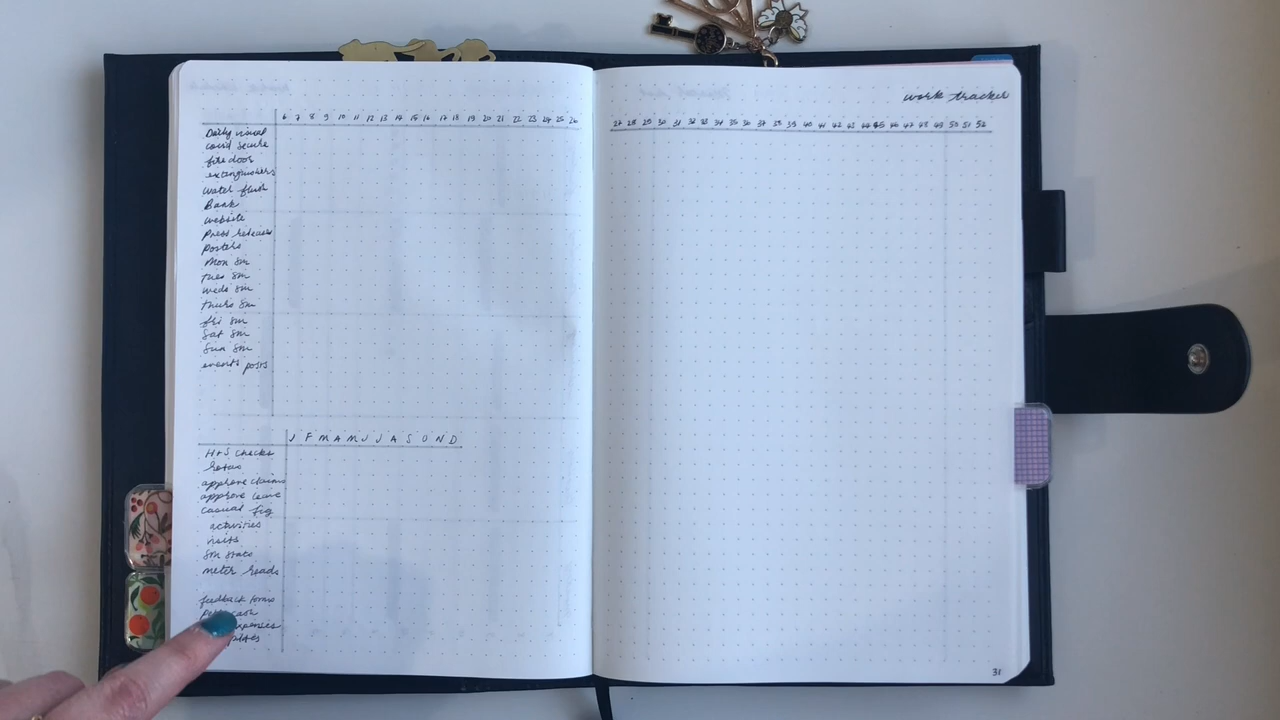 work tracker
6 7 8 9 10 11 12 13 14 15 16 17 18 19 20 21 22 23 24 25 26
27 28 29 30 31 32 33 34 35 36 37 38 39 40 41 42 43 44 45 46 47 48 49 50 51 52
Daily visual
covid secure
fire door
extinguishers
water flush
Bank
website
Press releases
posters
Mon sm
tues sm
weds sm
thurs sm
fri sm
Sat sm
Sun sm
events posts
J F M A M J J A S O N D
H+S checks
rotas
approve claims
approve leave
casual fig
activities
visits
sm stats
meter reads
feedback forms
cash
31